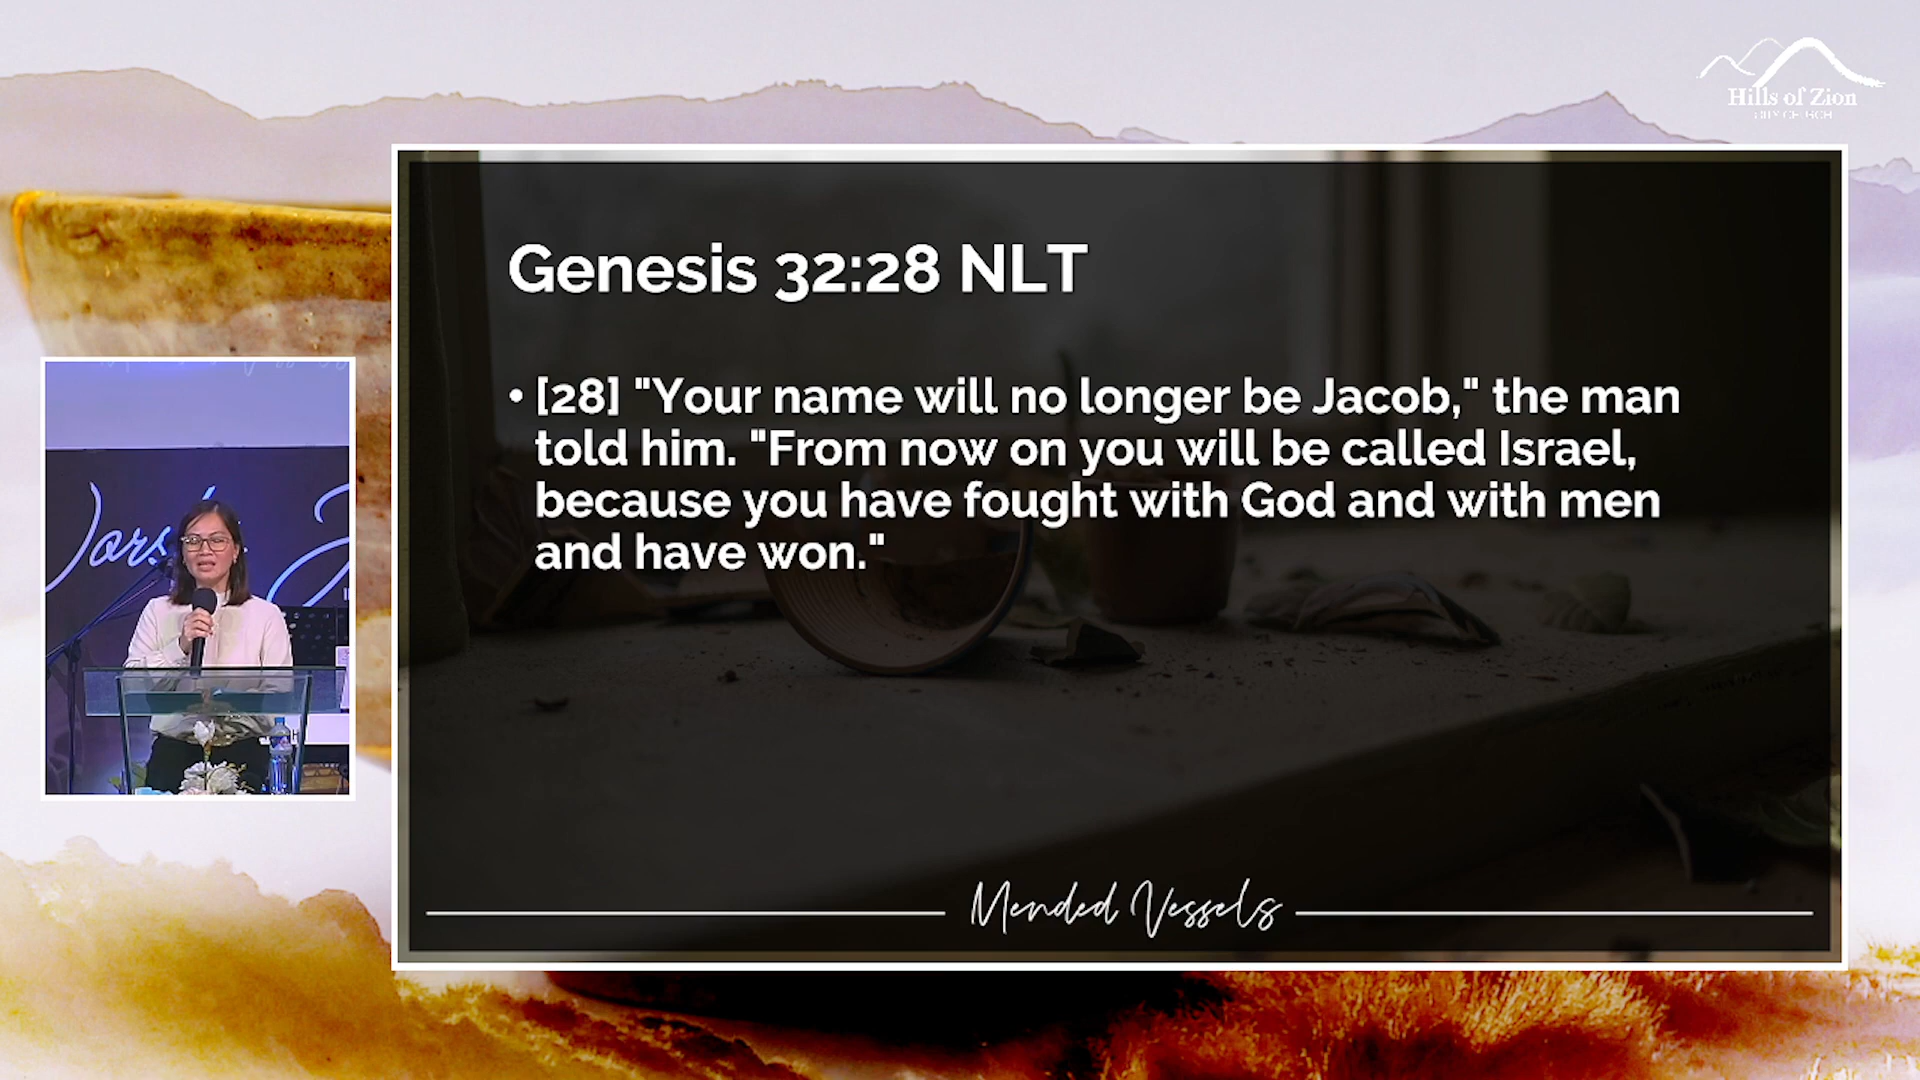 Hills of Zion
CITY CHURCH
Genesis 32:28 NLT
• [28] "Your name will no longer be Jacob," the man
told him. "From now on you will be called Israel,
because you have fought with God and with men
and have won."
Mended Vessels